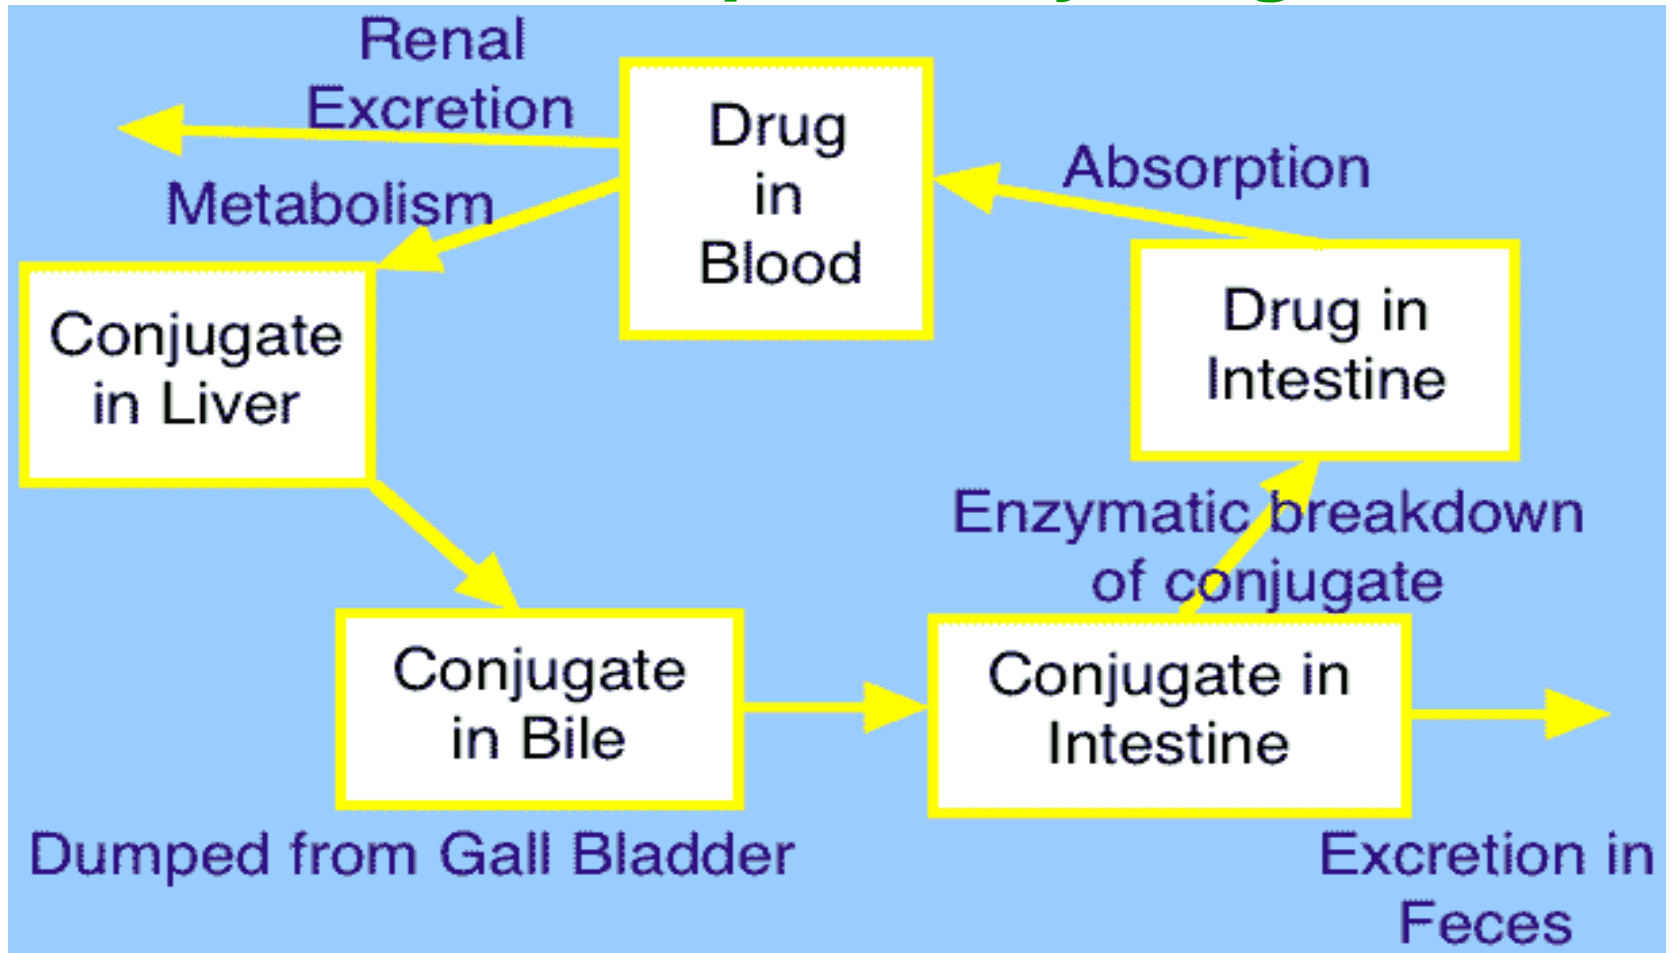 Renal
Excretion
Drug
in
Blood
Absorption
Metabolism
Conjugate
in Liver
Drug in
Intestine
Enzymatic breakdown
of conjugate
Conjugate
in Bile
Conjugate in
Intestine
Dumped from Gall Bladder
Excretion in
Feces